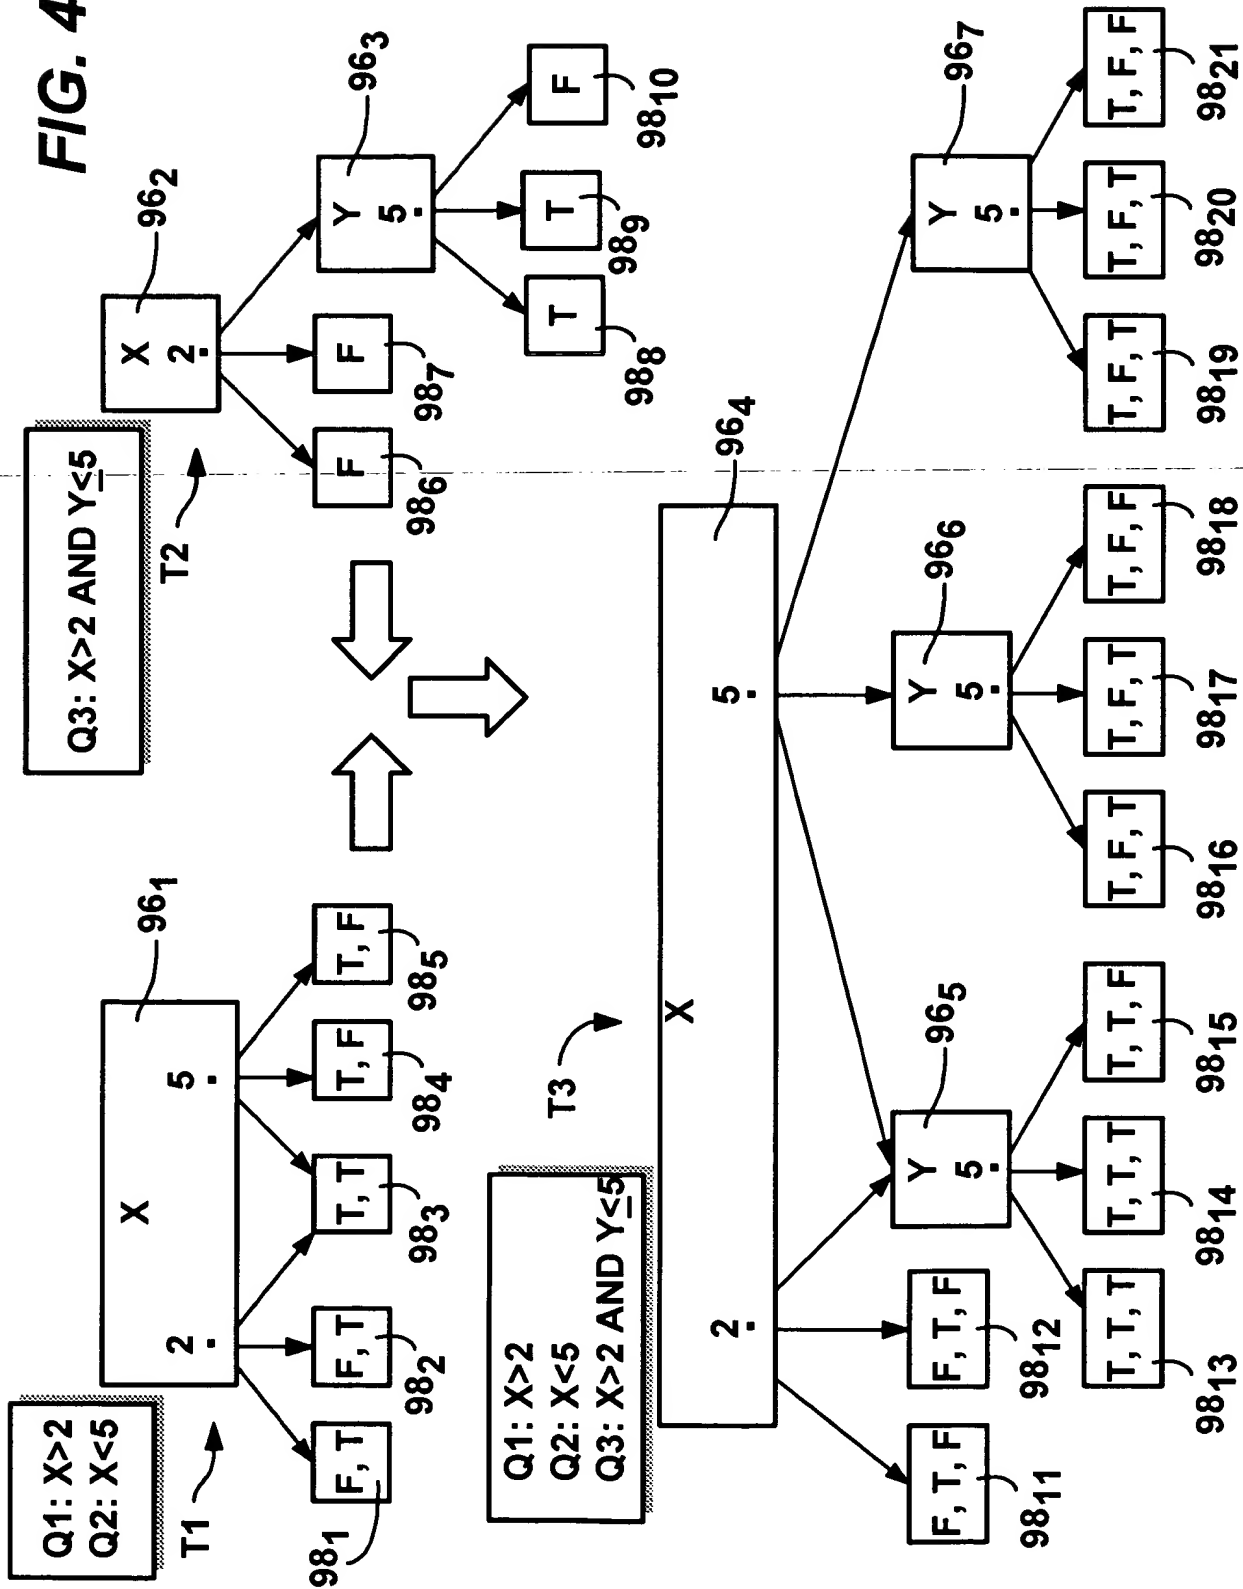 FIG. 4
Q1: X>2
Q2: X<5
T1
X
2. 5.
96₁
F, T
F, T
T, T
T, F
T, F
98₁
98₂
98₃
98₄
98₅
Q3: X>2 AND Y≤5
T2
X
2.
96₂
F
F
98₆
98₇
Y
5.
96₃
T
T
F
98₈
98₉
98₁₀
Q1: X>2
Q2: X<5
Q3: X>2 AND Y≤5
T3
X
2. 5.
96₄
F, T, F
F, T, F
98₁₁
98₁₂
Y
5.
96₅
Y
5.
96₆
Y
5.
96₇
T, T, T
T, T, T
T, T, F
98₁₃
98₁₄
98₁₅
T, F, T
T, F, T
T, F, F
98₁₆
98₁₇
98₁₈
T, F, T
T, F, T
T, F, F
98₁₉
98₂₀
98₂₁